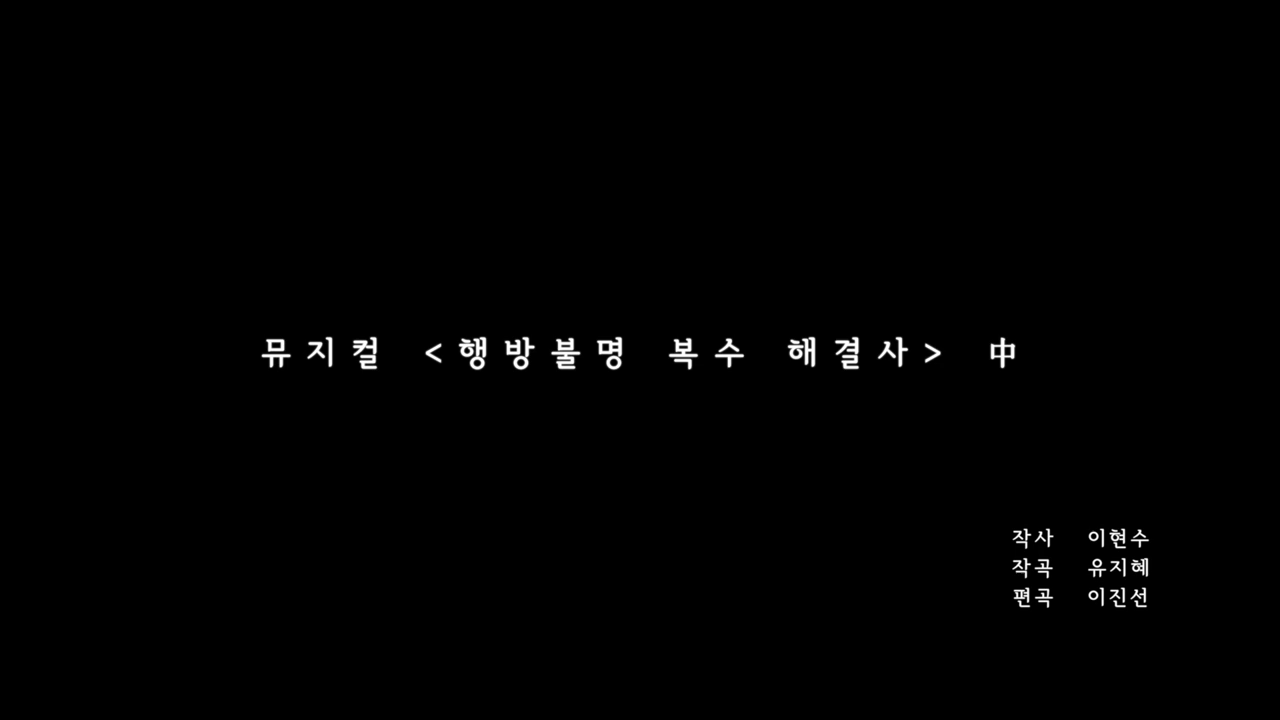 뮤지컬 <행방불명 복수 해결사> 中
작사 이현수
작곡 유지혜
편곡 이진선